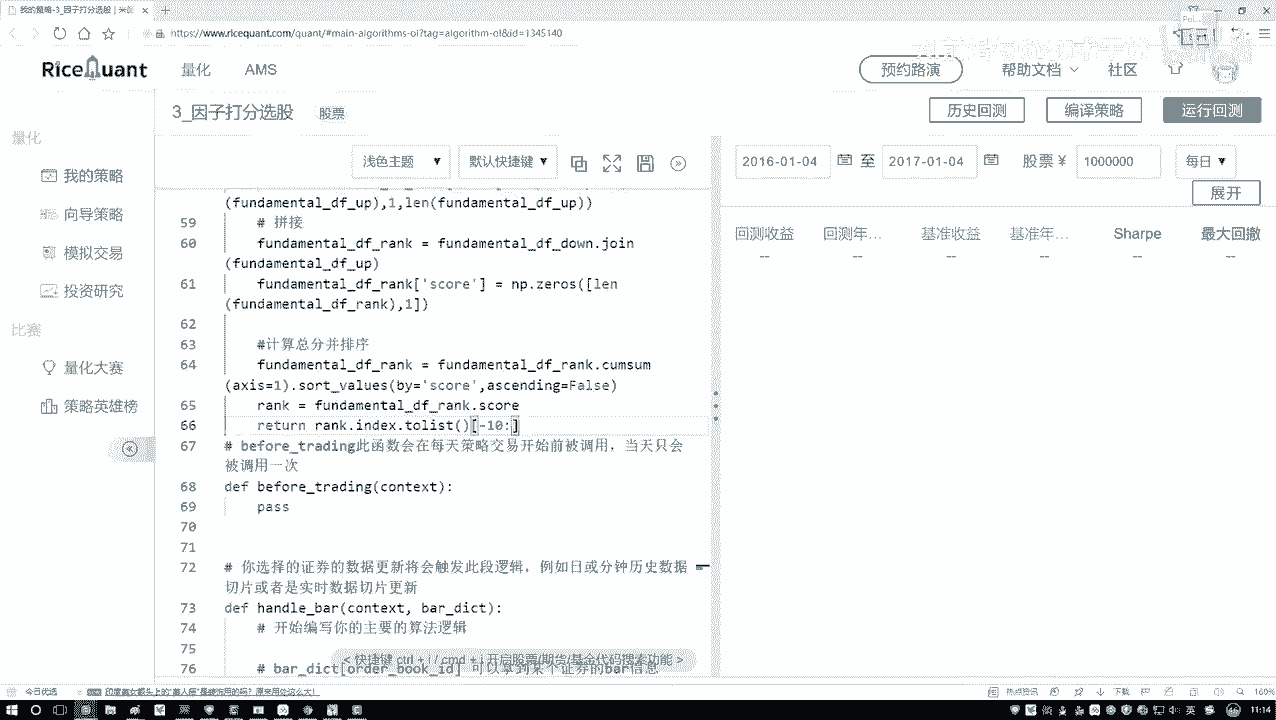 我的策略-3_因子打分选股
https://www.ricequant.com/quant/#main-algorithms-oi?tag=algorithm-ol&id=1345140
RiceQuant 量化 AMS 预约路演 帮助文档 社区
量化
我的策略
向导策略
模拟交易
投资研究
比赛
量化大赛
策略英雄榜
3_因子打分选股 股票 历史回测 编译策略 运行回测
浅色主题 默认快捷键
2016-01-04 至 2017-01-04 股票 ¥ 1000000 每日
展开
回测收益 回测年... 基准收益 基准年... Sharpe 最大回撤
-- -- -- -- -- --
(fundamental_df_up),1,len(fundamental_df_up))
59 # 拼接
60 fundamental_df_rank = fundamental_df_down.join
(fundamental_df_up)
61 fundamental_df_rank['score'] = np.zeros([len
(fundamental_df_rank),1])
62
63 #计算总分并排序
64 fundamental_df_rank = fundamental_df_rank.cumsum
(axis=1).sort_values(by='score',ascending=False)
65 rank = fundamental_df_rank.score
66 return rank.index.tolist()[-10:]
67 # before_trading此函数会在每天策略交易开始前被调用，当天只会
被调用一次
68 def before_trading(context):
69 pass
70
71
72 # 你选择的证券的数据更新将会触发此段逻辑，例如日或分钟历史数据
切片或者是实时数据切片更新
73 def handle_bar(context, bar_dict):
74 # 开始编写你的主要的算法逻辑
75
76 # bar_dict[order_book_id] 可以拿到某个证券的bar信息
< 快捷键 ctrl + i / cmd + i 开启股票/期货/基金代码搜索功能 >
今日优选
热点资讯 下载 160%
英 11:14